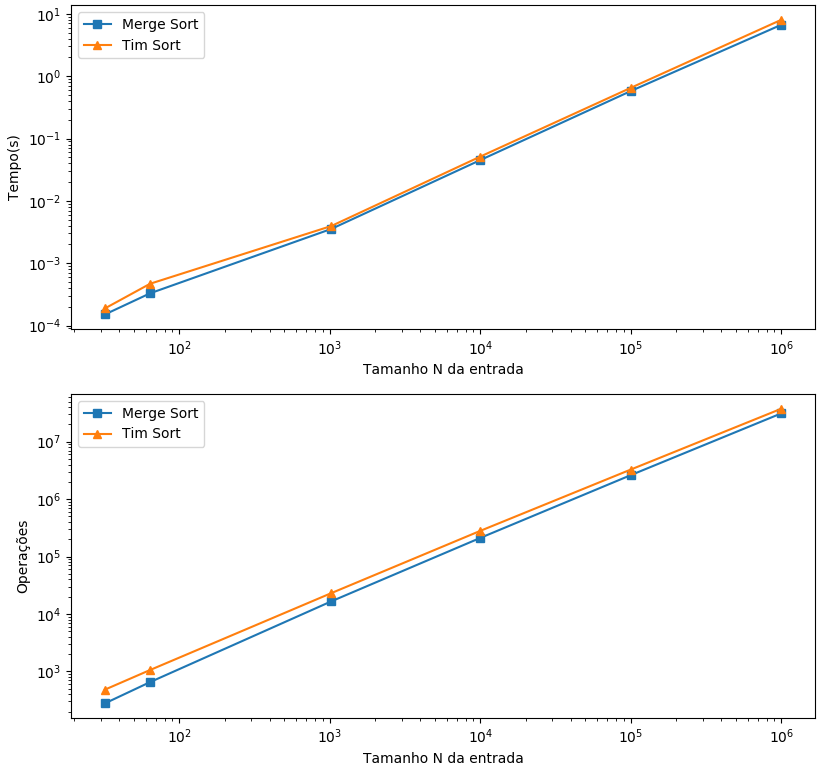 Merge Sort
Tim Sort
Tempo(s)
10^1
10^0
10^-1
10^-2
10^-3
10^-4
10^2 10^3 10^4 10^5 10^6
Tamanho N da entrada
Merge Sort
Tim Sort
Operações
10^7
10^6
10^5
10^4
10^3
10^2 10^3 10^4 10^5 10^6
Tamanho N da entrada